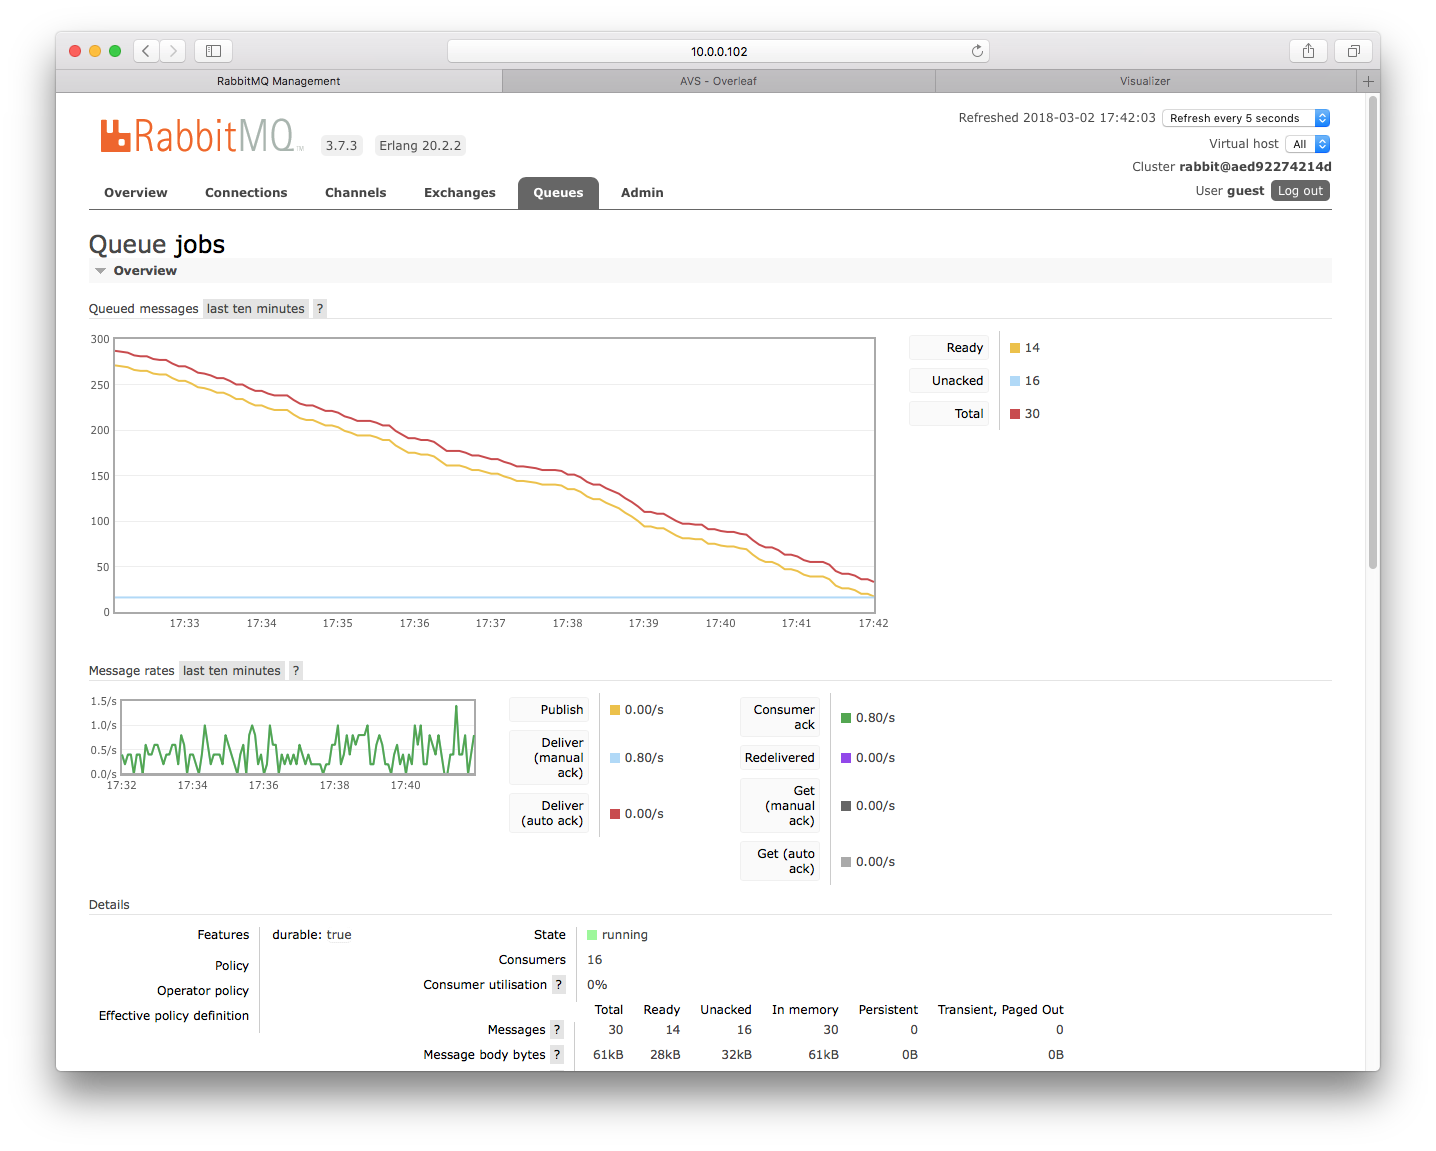 10.0.0.102
RabbitMQ Management
AVS - Overleaf
Visualizer
RabbitMQ™
3.7.3
Erlang 20.2.2
Refreshed 2018-03-02 17:42:03
Refresh every 5 seconds
Virtual host All
Cluster rabbit@aed92274214d
User guest Log out
Overview Connections Channels Exchanges Queues Admin
Queue jobs
Overview
Queued messages last ten minutes ?
300
250
200
150
100
50
0
17:33 17:34 17:35 17:36 17:37 17:38 17:39 17:40 17:41 17:42
Ready 14
Unacked 16
Total 30
Message rates last ten minutes ?
1.5/s
1.0/s
0.5/s
0.0/s
17:32 17:34 17:36 17:38 17:40
Publish 0.00/s
Deliver
(manual 0.80/s
ack)
Deliver
(auto ack) 0.00/s
Consumer
ack 0.80/s
Redelivered 0.00/s
Get
(manual 0.00/s
ack)
Get (auto
ack) 0.00/s
Details
Features durable: true
Policy
Operator policy
Effective policy definition
State running
Consumers 16
Consumer utilisation ? 0%
Total Ready Unacked In memory Persistent Transient, Paged Out
Messages ? 30 14 16 30 0 0
Message body bytes ? 61kB 28kB 32kB 61kB 0B 0B